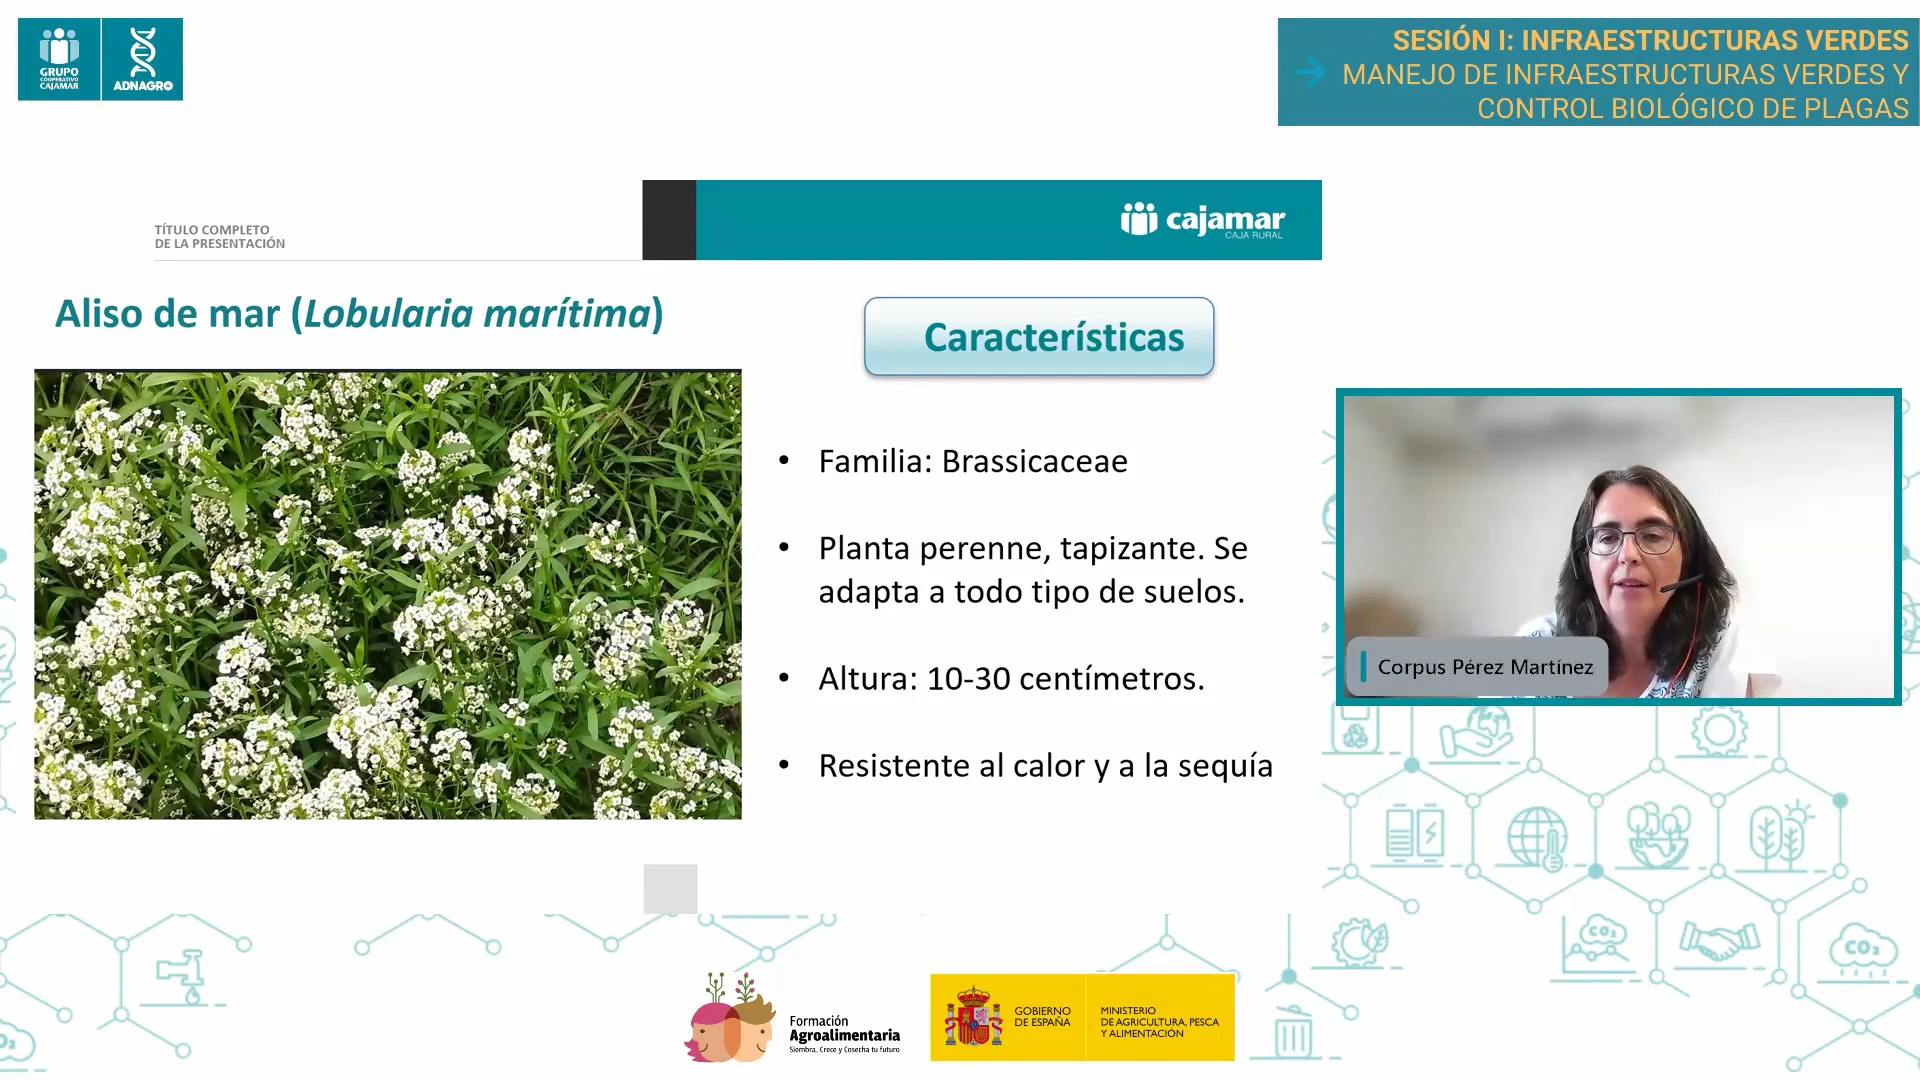 GRUPO
COOPERATIVO
CAJAMAR
ADNAGRO
SESIÓN I: INFRAESTRUCTURAS VERDES
MANEJO DE INFRAESTRUCTURAS VERDES Y
CONTROL BIOLÓGICO DE PLAGAS
TÍTULO COMPLETO
DE LA PRESENTACIÓN
cajamar
CAJA RURAL
Aliso de mar (Lobularia marítima)
Características
• Familia: Brassicaceae
• Planta perenne, tapizante. Se
adapta a todo tipo de suelos.
• Altura: 10-30 centímetros.
• Resistente al calor y a la sequía
Corpus Pérez Martínez
CO₂
CO₂
Formación
Agroalimentaria
Siembra, Crece y Cosecha tu futuro
GOBIERNO
DE ESPAÑA
MINISTERIO
DE AGRICULTURA, PESCA
Y ALIMENTACIÓN